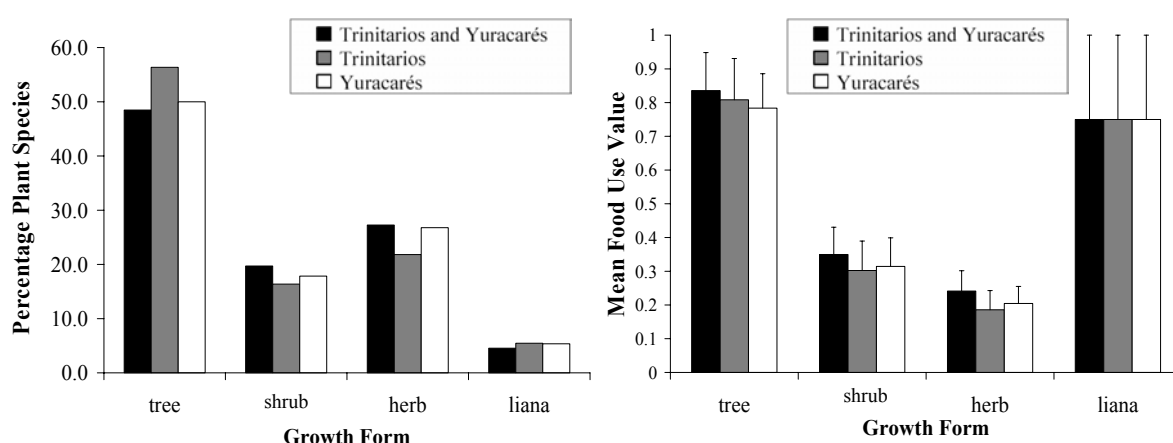 Trinitarios and Yuracarés
Trinitarios
Yuracarés
Percentage Plant Species
60.0
50.0
40.0
30.0
20.0
10.0
0.0
tree
shrub
herb
liana
Growth Form
Trinitarios and Yuracarés
Trinitarios
Yuracarés
Mean Food Use Value
1
0.9
0.8
0.7
0.6
0.5
0.4
0.3
0.2
0.1
0
tree
shrub
herb
liana
Growth Form